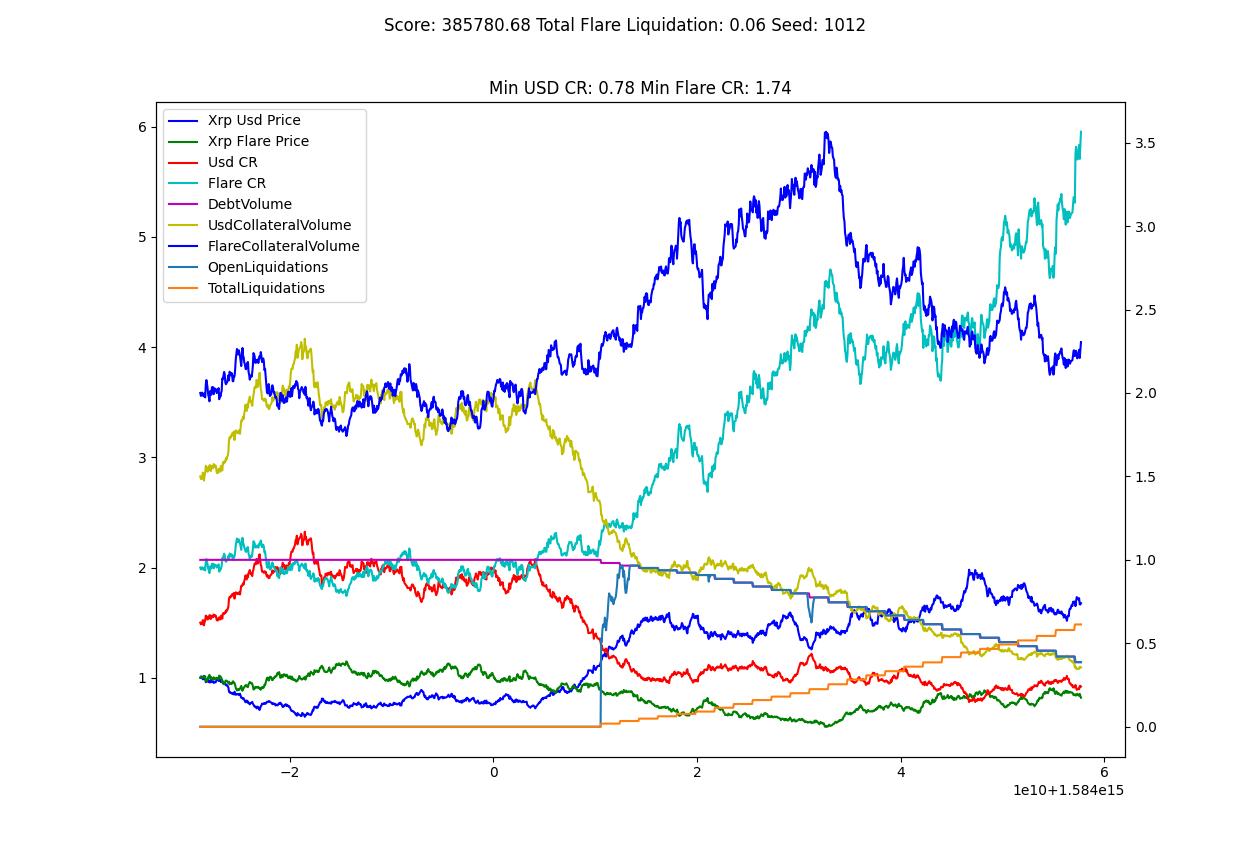 Score: 385780.68 Total Flare Liquidation: 0.06 Seed: 1012
Min USD CR: 0.78 Min Flare CR: 1.74
Xrp Usd Price
Xrp Flare Price
Usd CR
Flare CR
DebtVolume
UsdCollateralVolume
FlareCollateralVolume
OpenLiquidations
TotalLiquidations
6
5
4
3
2
1
3.5
3.0
2.5
2.0
1.5
1.0
0.5
0.0
−2 0 2 4 6
1e10+1.584e15